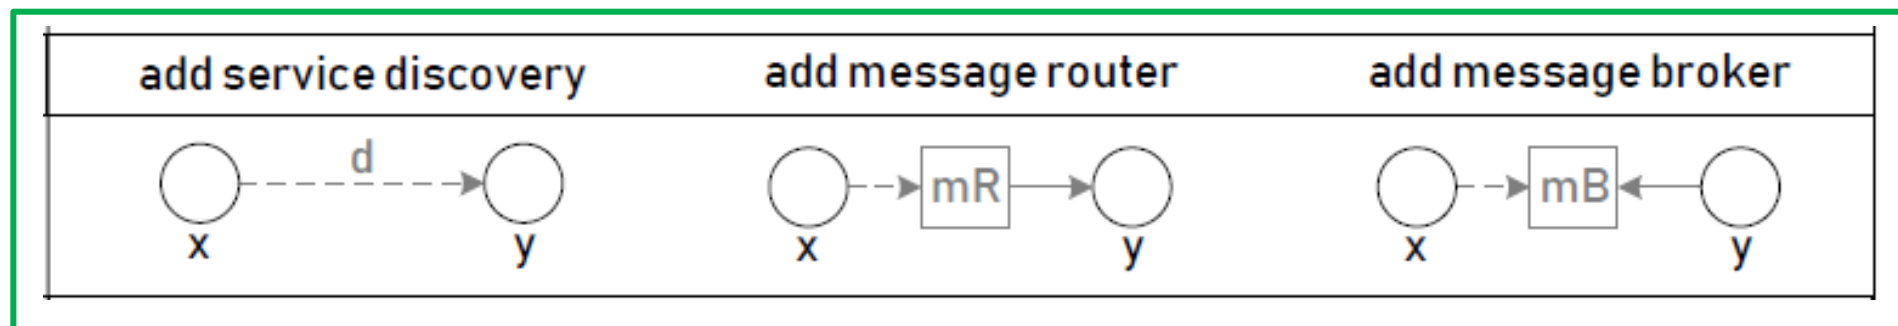 add service discovery add message router add message broker
d
mR
mB
x y x y x y